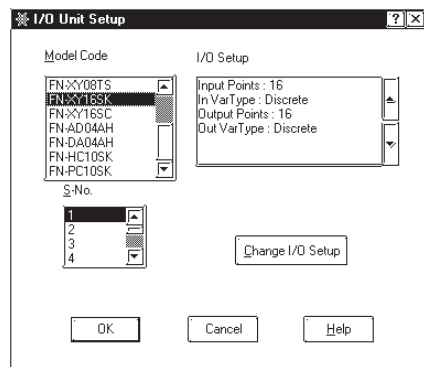 I/O Unit Setup
Model Code
FN-XY08TS
FN-XY16SK
FN-XY16SC
FN-AD04AH
FN-DA04AH
FN-HC10SK
FN-PC10SK
I/O Setup
Input Points : 16
In VarType : Discrete
Output Points : 16
Out VarType : Discrete
S-No.
1
2
3
4
Change I/O Setup
OK
Cancel
Help